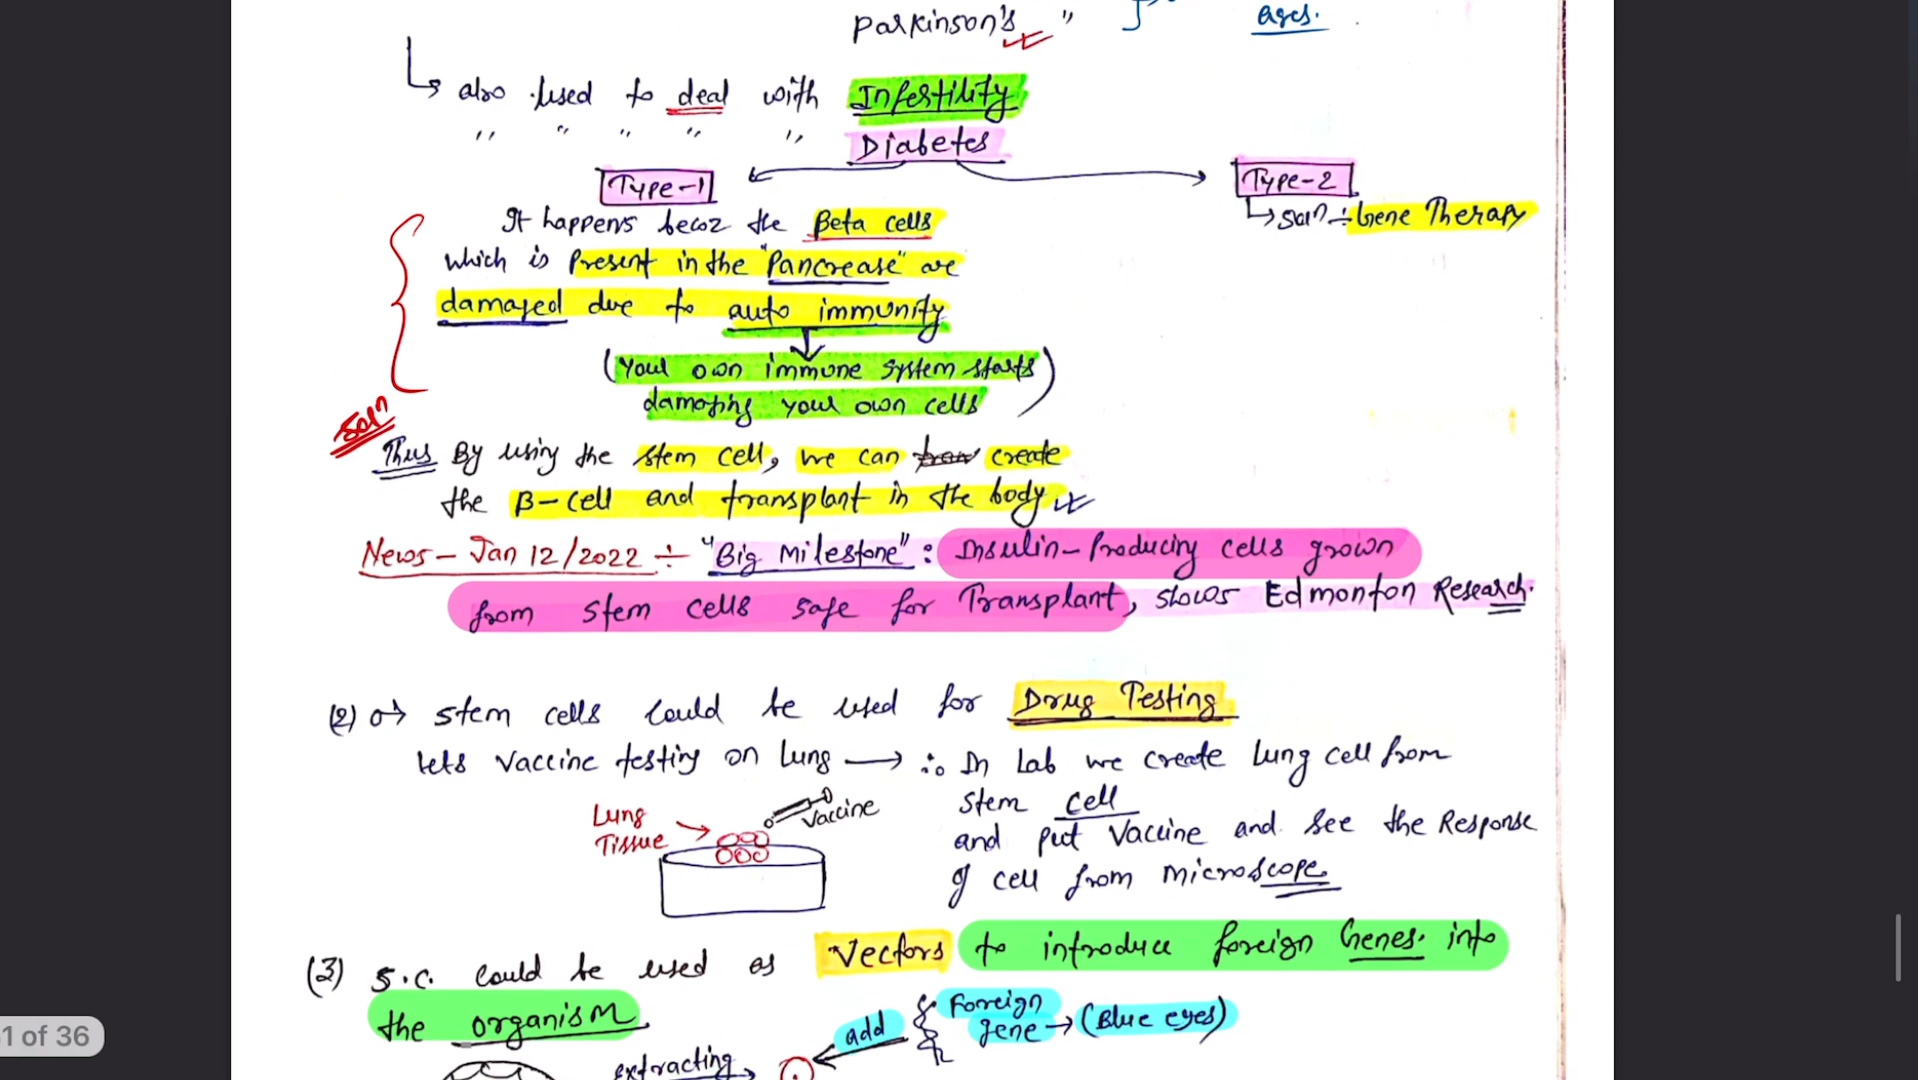 Parkinson's "
Ages.
↳ also used to deal with Infertility
" " " " " Diabetes
Type-1
Type-2
↳ Sol^n ÷ Gene Therapy
It happens becoz the Beta cells
which is Present in the "Pancrease" are
damaged due to auto immunity
(Your own immune system starts
damaging your own cells)
Sol^n
Thus By using the stem cell, we can create
the β-cell and transplant in the body
News - Jan 12/2022 ÷ "Big Milestone" : Insulin-Producing cells grown
from stem cells safe for Transplant, shows Edmonton Research.
(2) → stem cells could be used for Drug Testing
lets Vaccine testing on Lung → ∴ In Lab we create Lung cell from
stem cell
and put Vaccine and see the Response
of cell from microscope
Lung
Tissue
Vaccine
(3) S.C. could be used as Vectors to introduce foreign Genes. into
the organism.
add
Foreign
gene → (Blue eyes)
extracting
1 of 36